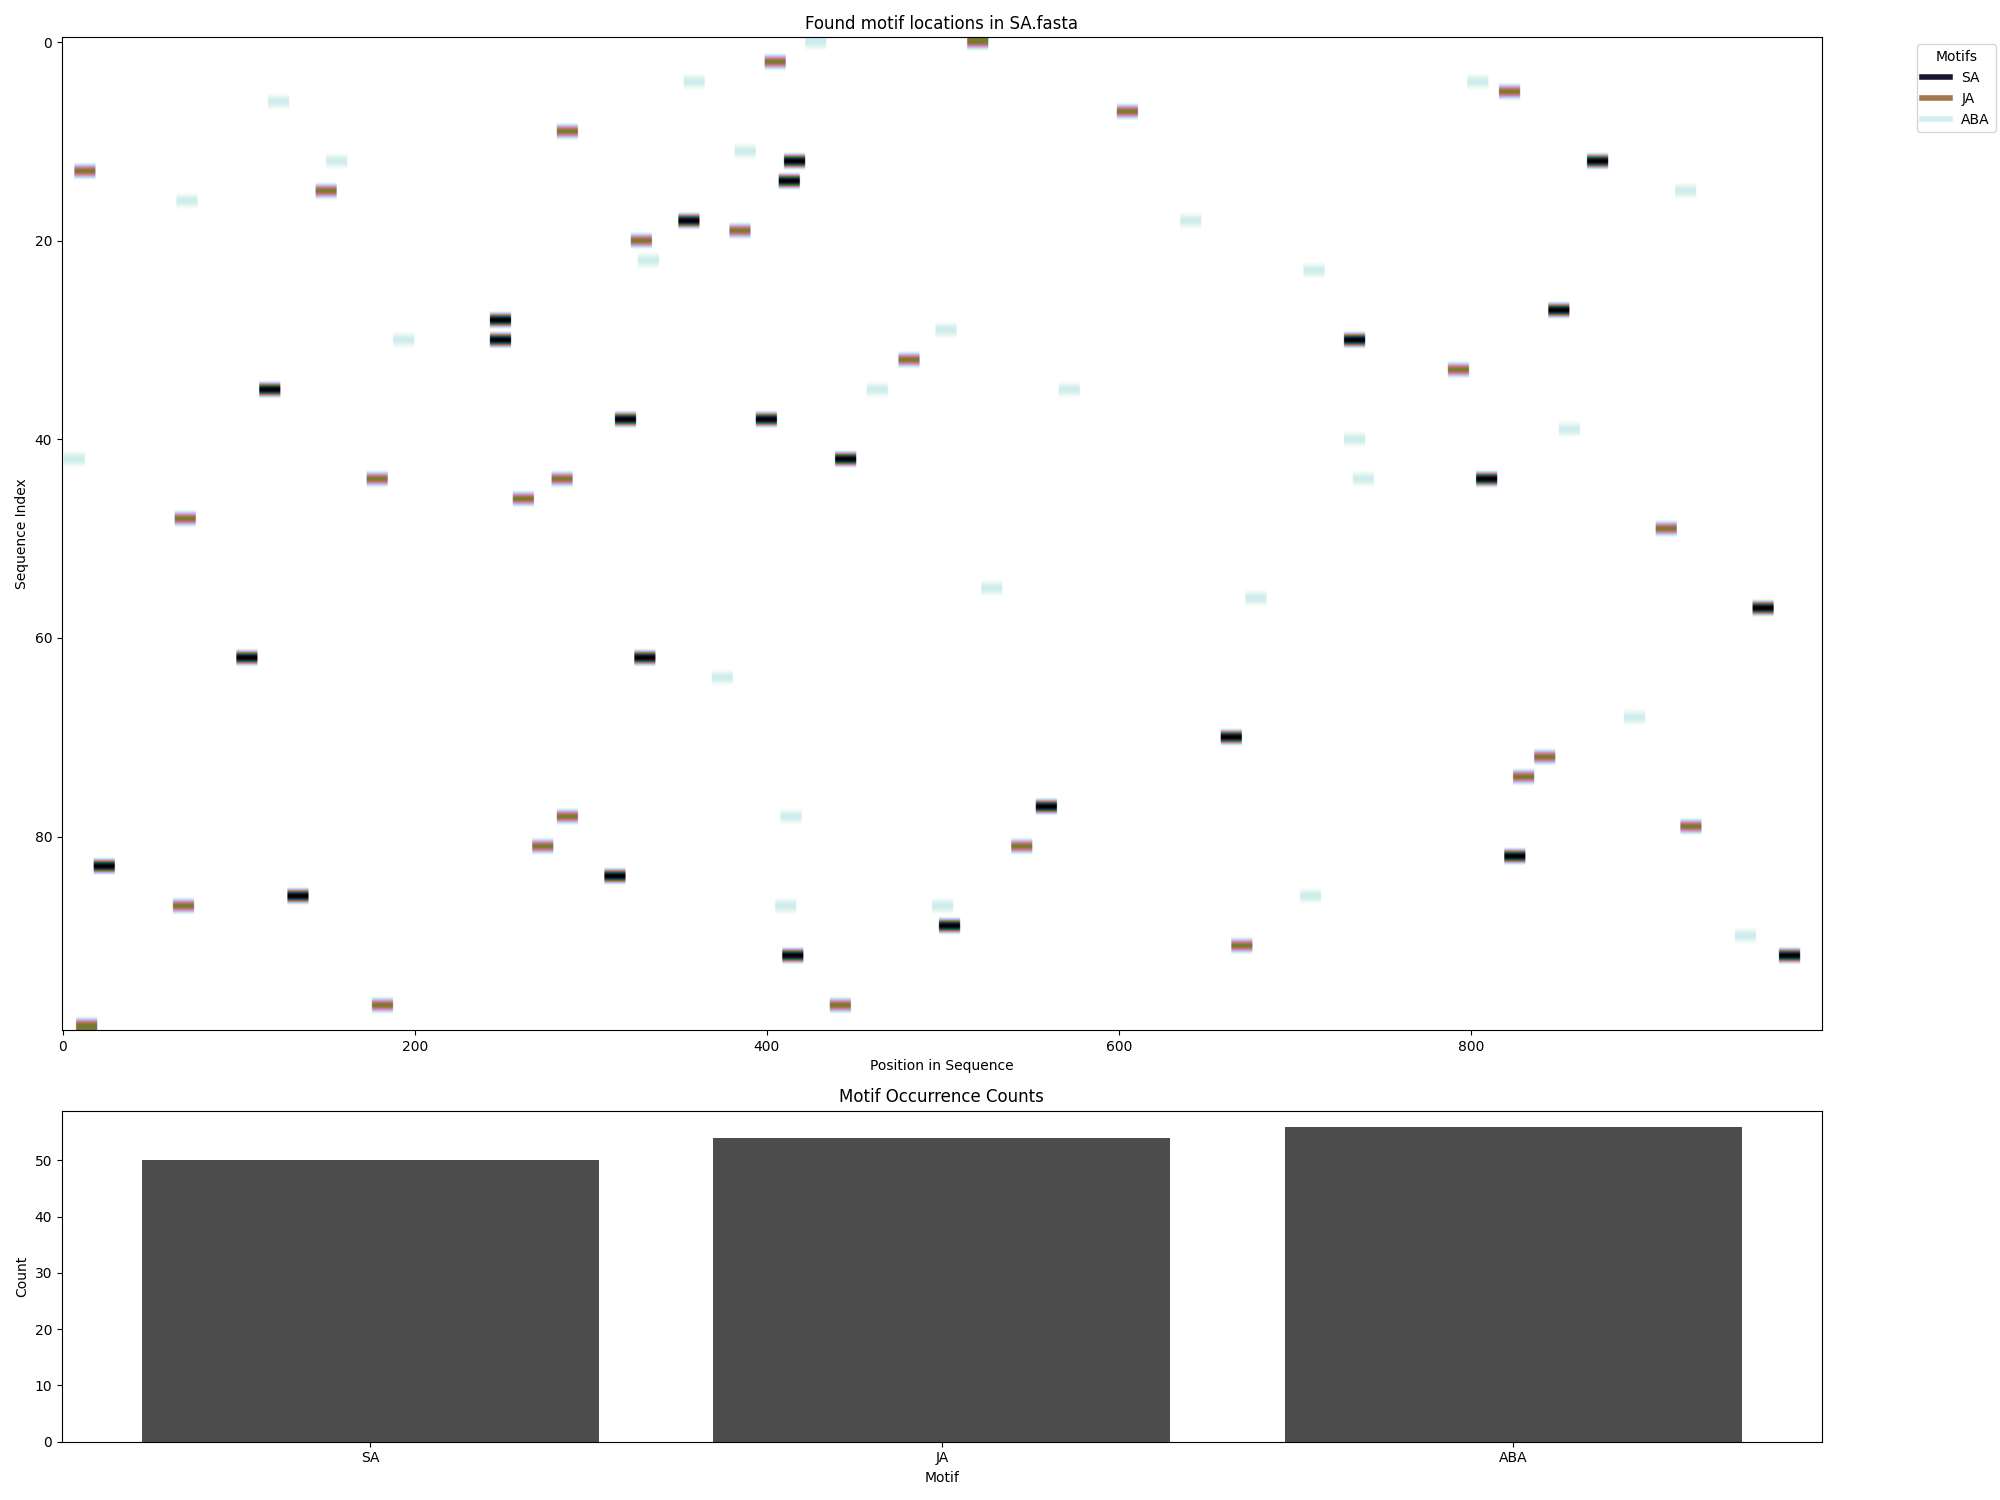 Found motif locations in SA.fasta
Motifs
SA
JA
ABA
Sequence Index
0
20
40
60
80
0 200 400 600 800
Position in Sequence
Motif Occurrence Counts
Count
50
40
30
20
10
0
SA JA ABA
Motif